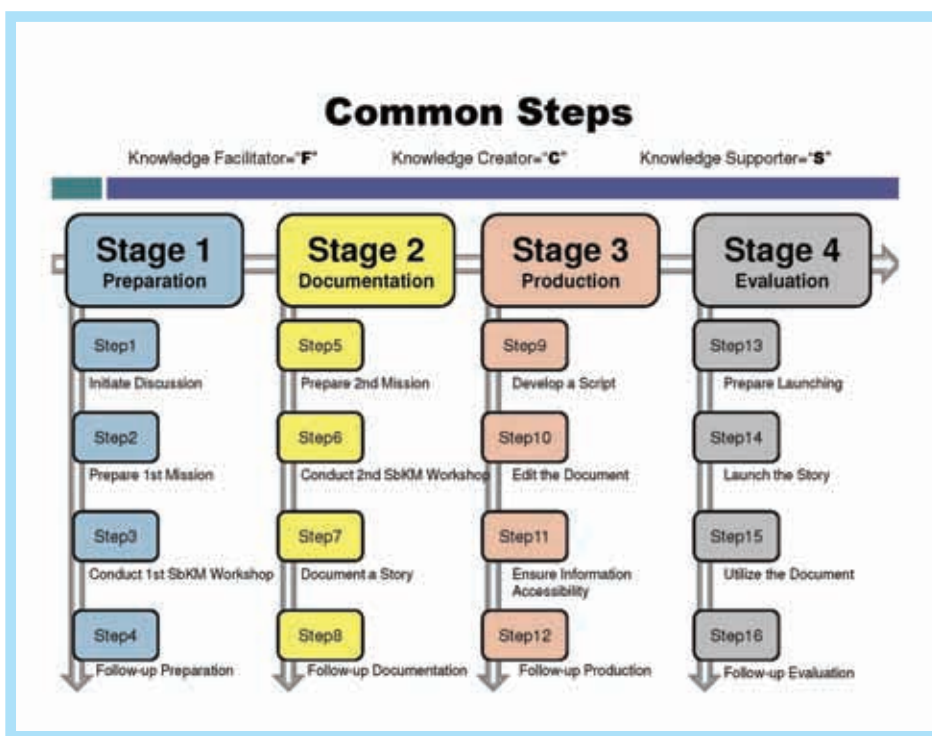 Common Steps
Knowledge Facilitator="F" Knowledge Creator="C" Knowledge Supporter="S"
Stage 1
Preparation
Step1
Initiate Discussion
Step2
Prepare 1st Mission
Step3
Conduct 1st SbKM Workshop
Step4
Follow-up Preparation
Stage 2
Documentation
Step5
Prepare 2nd Mission
Step6
Conduct 2nd SbKM Workshop
Step7
Document a Story
Step8
Follow-up Documentation
Stage 3
Production
Step9
Develop a Script
Step10
Edit the Document
Step11
Ensure Information
Accessibility
Step12
Follow-up Production
Stage 4
Evaluation
Step13
Prepare Launching
Step14
Launch the Story
Step15
Utilize the Document
Step16
Follow-up Evaluation